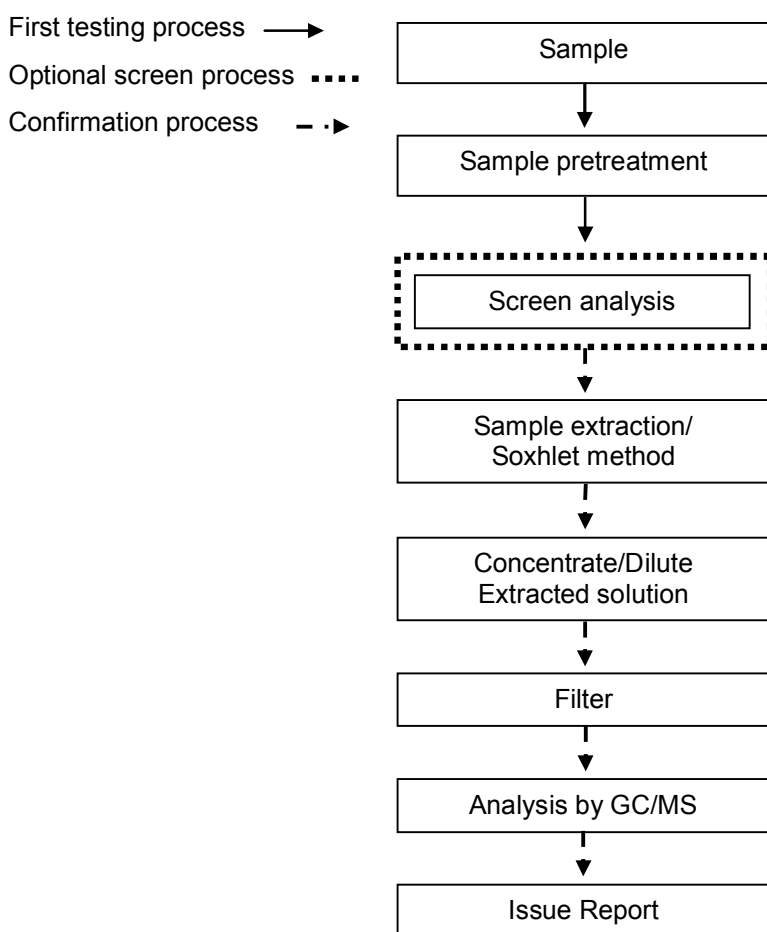 First testing process
Optional screen process
Confirmation process
Sample
Sample pretreatment
Screen analysis
Sample extraction/
Soxhlet method
Concentrate/Dilute
Extracted solution
Filter
Analysis by GC/MS
Issue Report